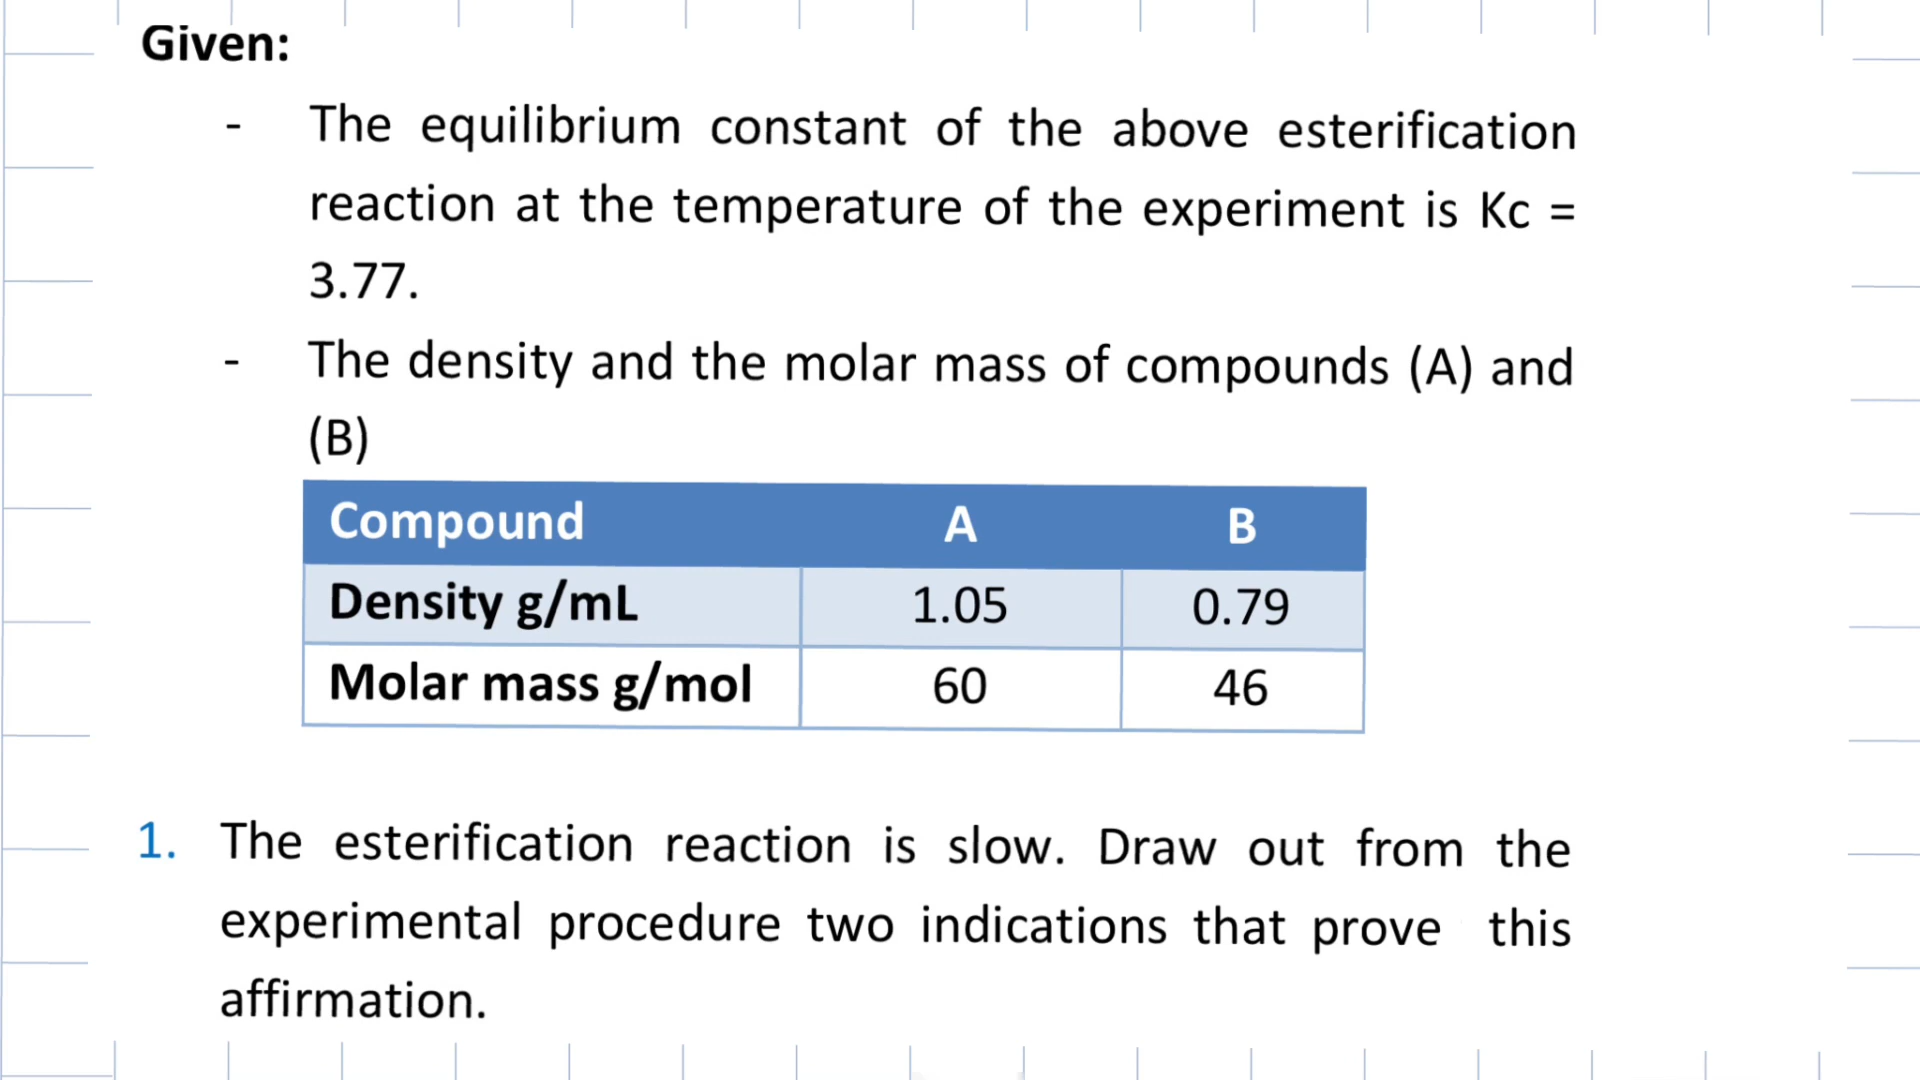 Given:
- The equilibrium constant of the above esterification
reaction at the temperature of the experiment is Kc =
3.77.
- The density and the molar mass of compounds (A) and
(B)
Compound A B
Density g/mL 1.05 0.79
Molar mass g/mol 60 46
1. The esterification reaction is slow. Draw out from the
experimental procedure two indications that prove this
affirmation.